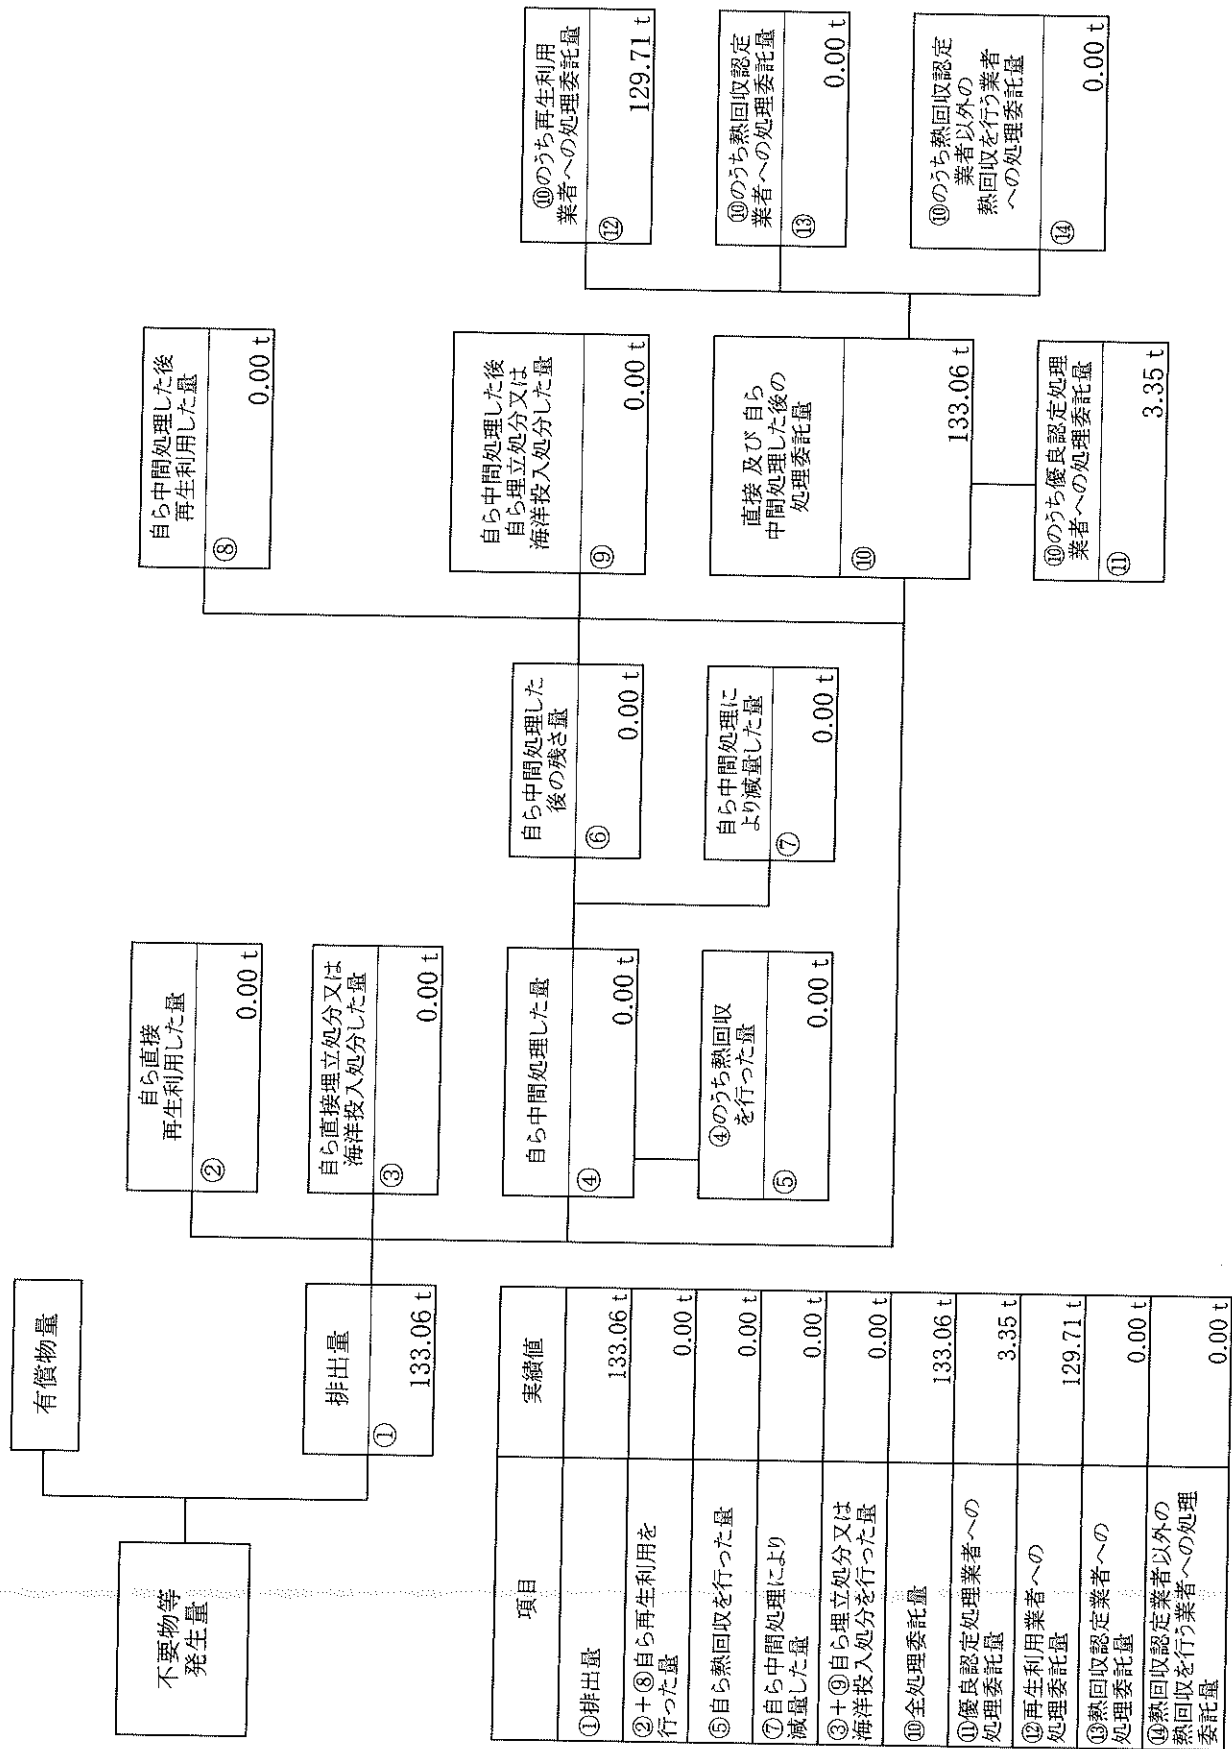 不要物等
発生量
有償物量
排出量
①
133.06 t
自ら直接
再生利用した量
②
0.00 t
自ら直接埋立処分又は
海洋投入処分した量
③
0.00 t
自ら中間処理した量
④
0.00 t
④のうち熱回収
を行った量
⑤
0.00 t
自ら中間処理した
後の残さ量
⑥
0.00 t
自ら中間処理に
より減量した量
⑦
0.00 t
自ら中間処理した後
再生利用した量
⑧
0.00 t
自ら中間処理した後
自ら埋立処分又は
海洋投入処分した量
⑨
0.00 t
直接 及び 自ら
中間処理した後の
処理委託量
⑩
133.06 t
⑩のうち優良認定処理
業者への処理委託量
⑪
3.35 t
⑩のうち再生利用
業者への処理委託量
⑫
129.71 t
⑩のうち熱回収認定
業者への処理委託量
⑬
0.00 t
⑩のうち熱回収認定
業者以外の
熱回収を行う業者
への処理委託量
⑭
0.00 t
項目 実績値
①排出量 133.06 t
②＋⑧自ら再生利用を
行った量 0.00 t
⑤自ら熱回収を行った量 0.00 t
⑦自ら中間処理により
減量した量 0.00 t
③＋⑨自ら埋立処分又は
海洋投入処分を行った量 0.00 t
⑩全処理委託量 133.06 t
⑪優良認定処理業者への
処理委託量 3.35 t
⑫再生利用業者への
処理委託量 129.71 t
⑬熱回収認定業者への
処理委託量 0.00 t
⑭熱回収認定業者以外の
熱回収を行う業者への処理
委託量 0.00 t